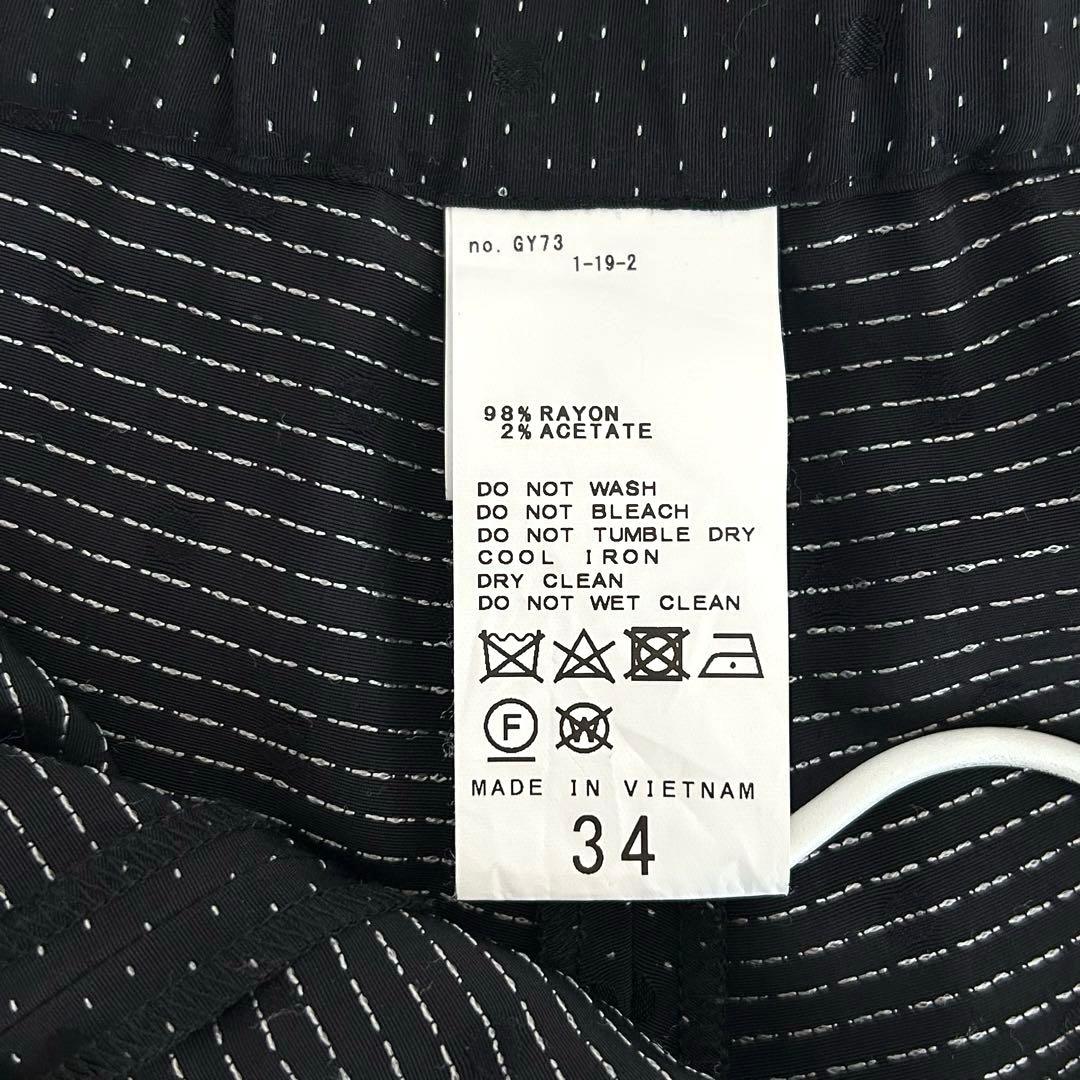 no. GY73
1-19-2
98% RAYON
2% ACETATE
DO NOT WASH
DO NOT BLEACH
DO NOT TUMBLE DRY
COOL IRON
DRY CLEAN
DO NOT WET CLEAN
F W
MADE IN VIETNAM
34